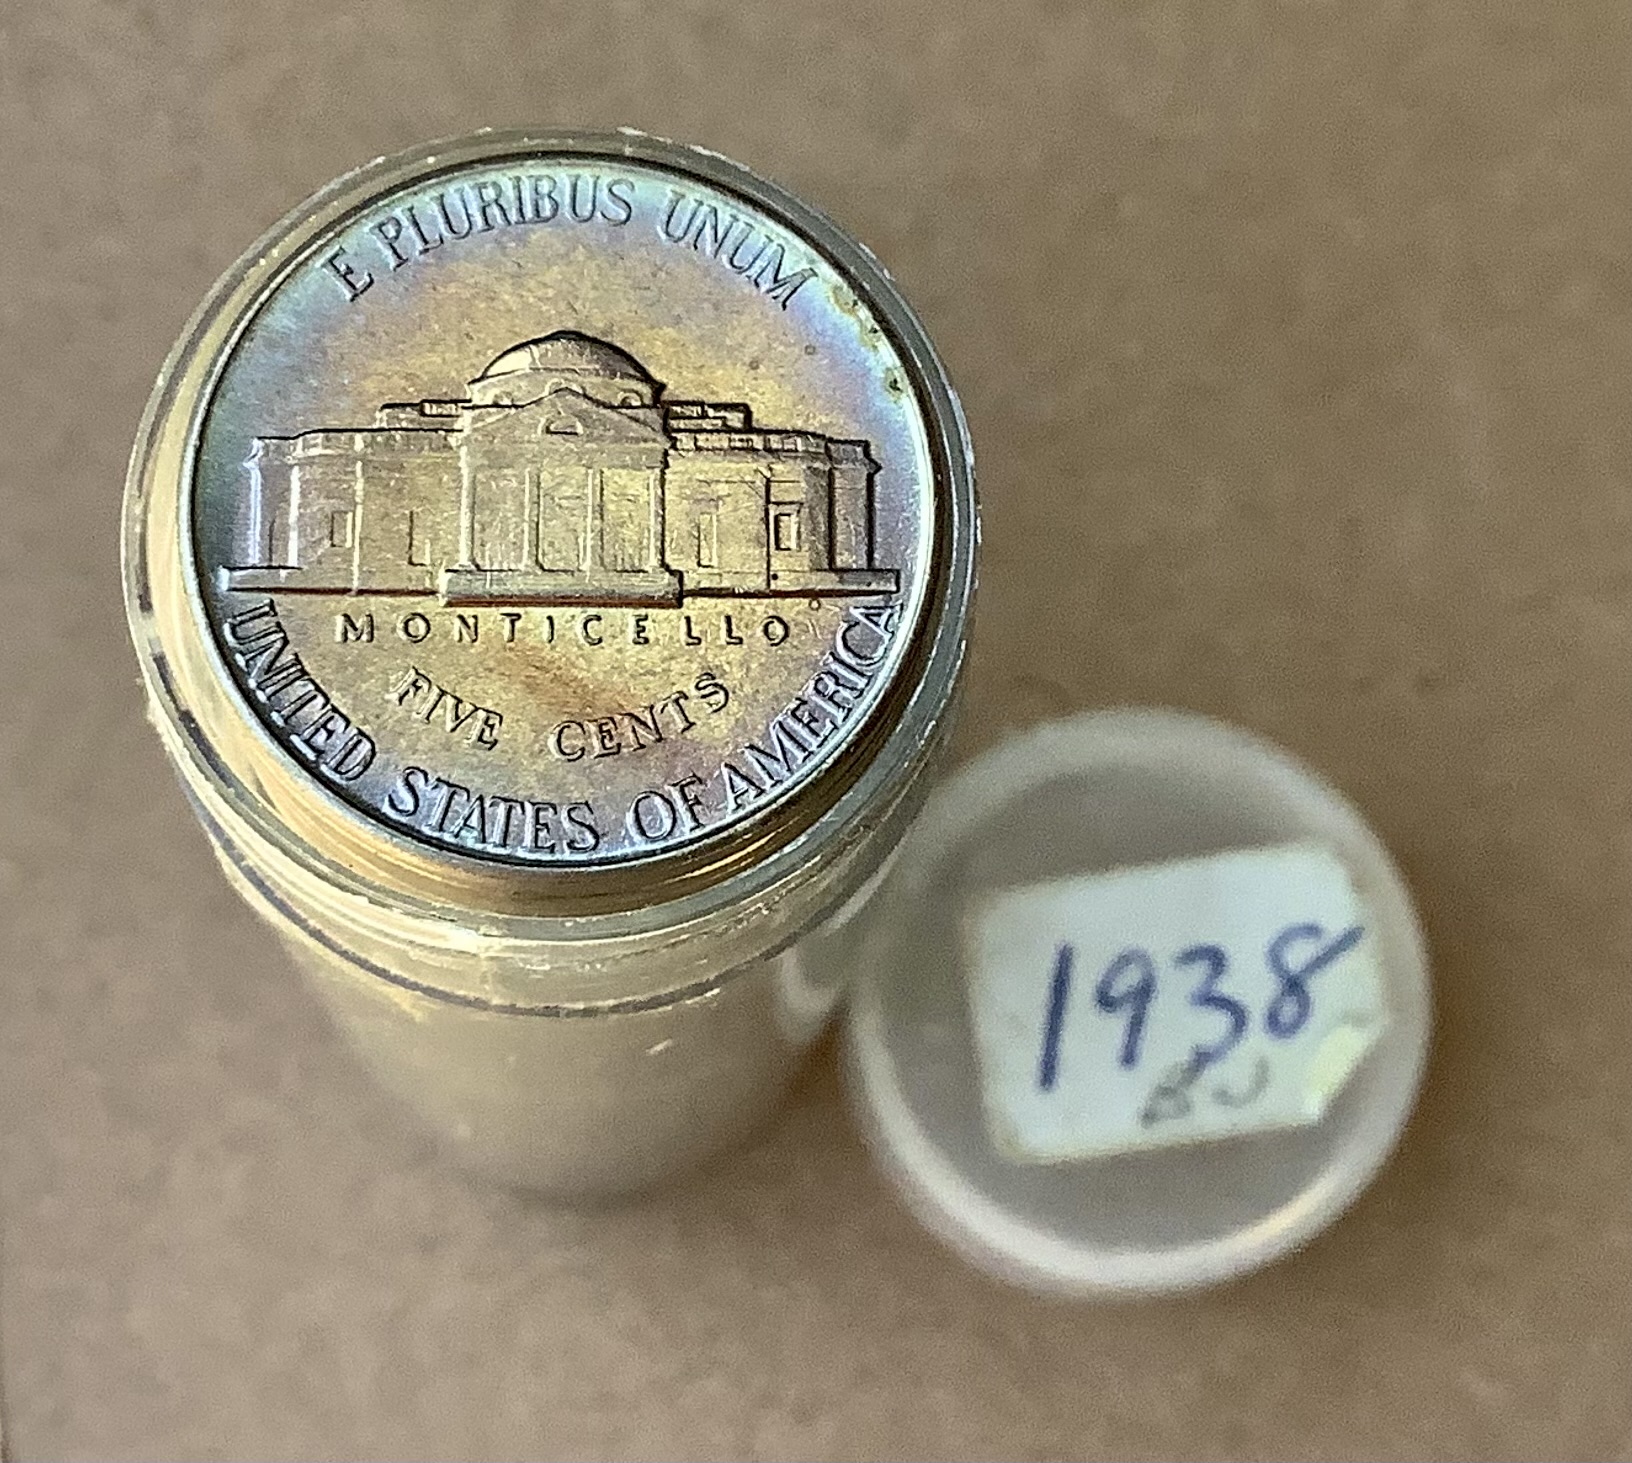 E PLURIBUS UNUM
MONTICELLO
FIVE CENTS
UNITED STATES OF AMERICA
1938
BU